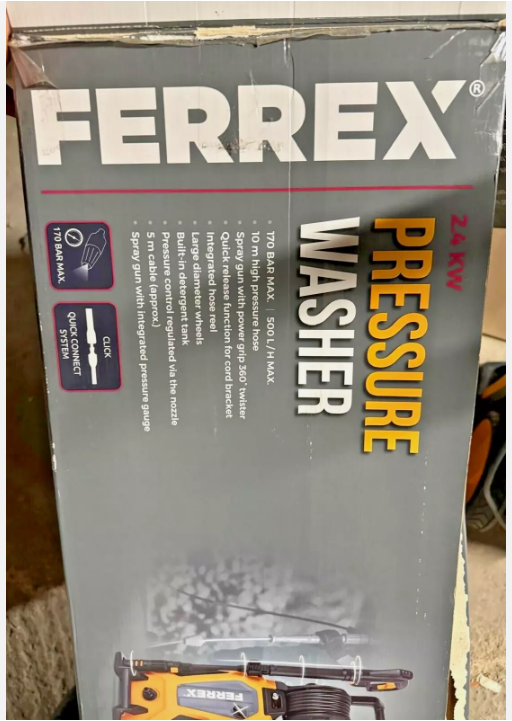 FERREX®
2.4 KW
PRESSURE
WASHER
• 170 BAR MAX. | 500 L/H MAX.
• 10 m high pressure hose
• Spray gun with power grip 360° twister
• Quick release function for cord bracket
• Integrated hose reel
• Large diameter wheels
• Built-in detergent tank
• Pressure control regulated via the nozzle
• 5 m cable (approx.)
• Spray gun with integrated pressure gauge
170 BAR MAX.
CLICK
QUICK CONNECT
SYSTEM
FERREX